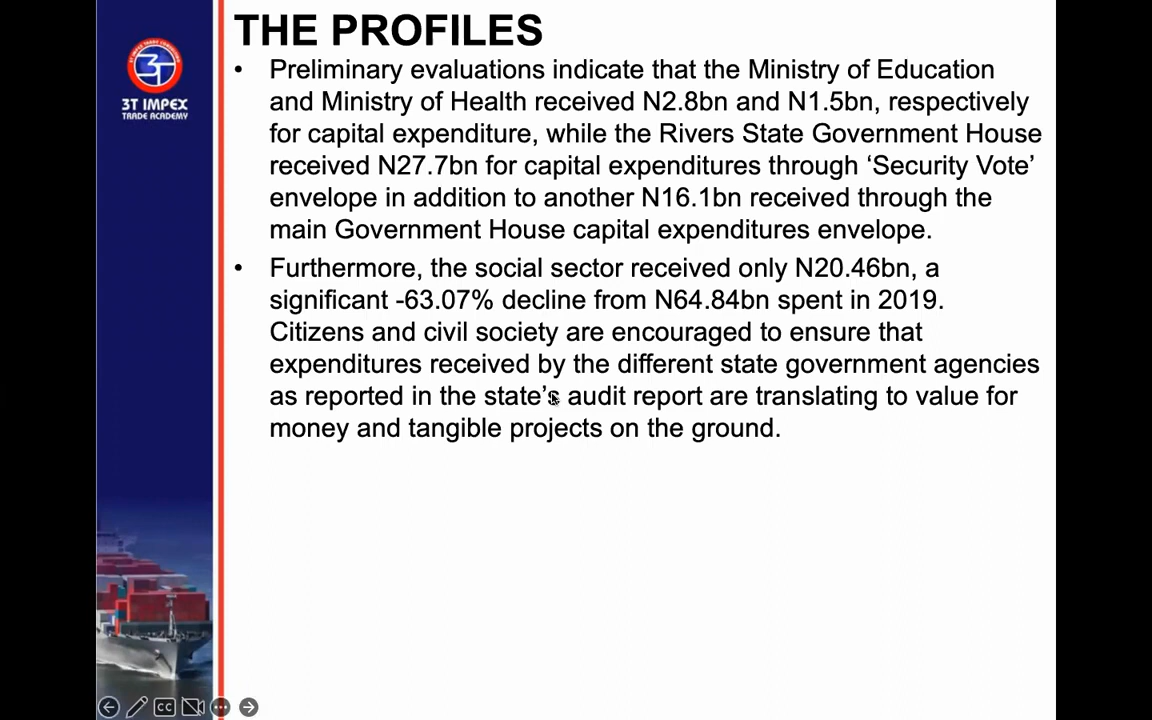 THE PROFILES
3T IMPEX
TRADE ACADEMY
• Preliminary evaluations indicate that the Ministry of Education
and Ministry of Health received N2.8bn and N1.5bn, respectively
for capital expenditure, while the Rivers State Government House
received N27.7bn for capital expenditures through ‘Security Vote’
envelope in addition to another N16.1bn received through the
main Government House capital expenditures envelope.
• Furthermore, the social sector received only N20.46bn, a
significant -63.07% decline from N64.84bn spent in 2019.
Citizens and civil society are encouraged to ensure that
expenditures received by the different state government agencies
as reported in the state’s audit report are translating to value for
money and tangible projects on the ground.
CC